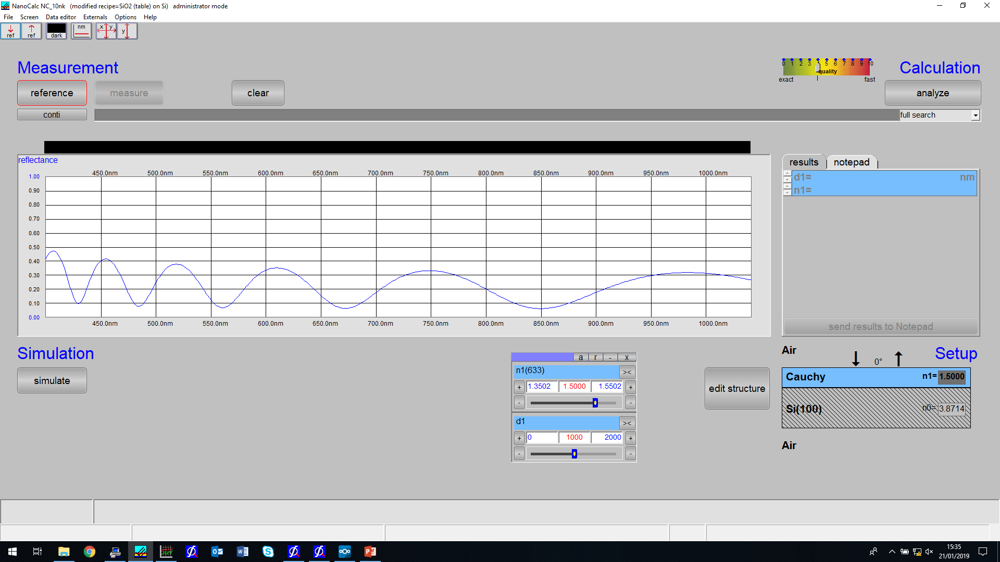 NanoCalc NC_10nk (modified recipe=SiO2 (table) on Si) administrator mode
File Screen Data editor Externals Options Help
ref ref dark nm x y y
Measurement
reference measure clear
conti
0 1 2 3 4 5 6 7 8 9 10
quality
exact fast
Calculation
analyze
full search
reflectance
450.0nm 500.0nm 550.0nm 600.0nm 650.0nm 700.0nm 750.0nm 800.0nm 850.0nm 900.0nm 950.0nm 1000.0nm
1.00
0.90
0.80
0.70
0.60
0.50
0.40
0.30
0.20
0.10
0.00
450.0nm 500.0nm 550.0nm 600.0nm 650.0nm 700.0nm 750.0nm 800.0nm 850.0nm 900.0nm 950.0nm 1000.0nm
results notepad
d1= nm
n1=
send results to Notepad
Simulation
simulate
a r - x
n1(633) ><
+ 1.3502 1.5000 1.5502 +
- -
d1 ><
+ 0 1000 2000 +
- -
edit structure
Air 0° Setup
Cauchy n1= 1.5000
Si(100) n0= 3.8714
Air
15:35
21/01/2019